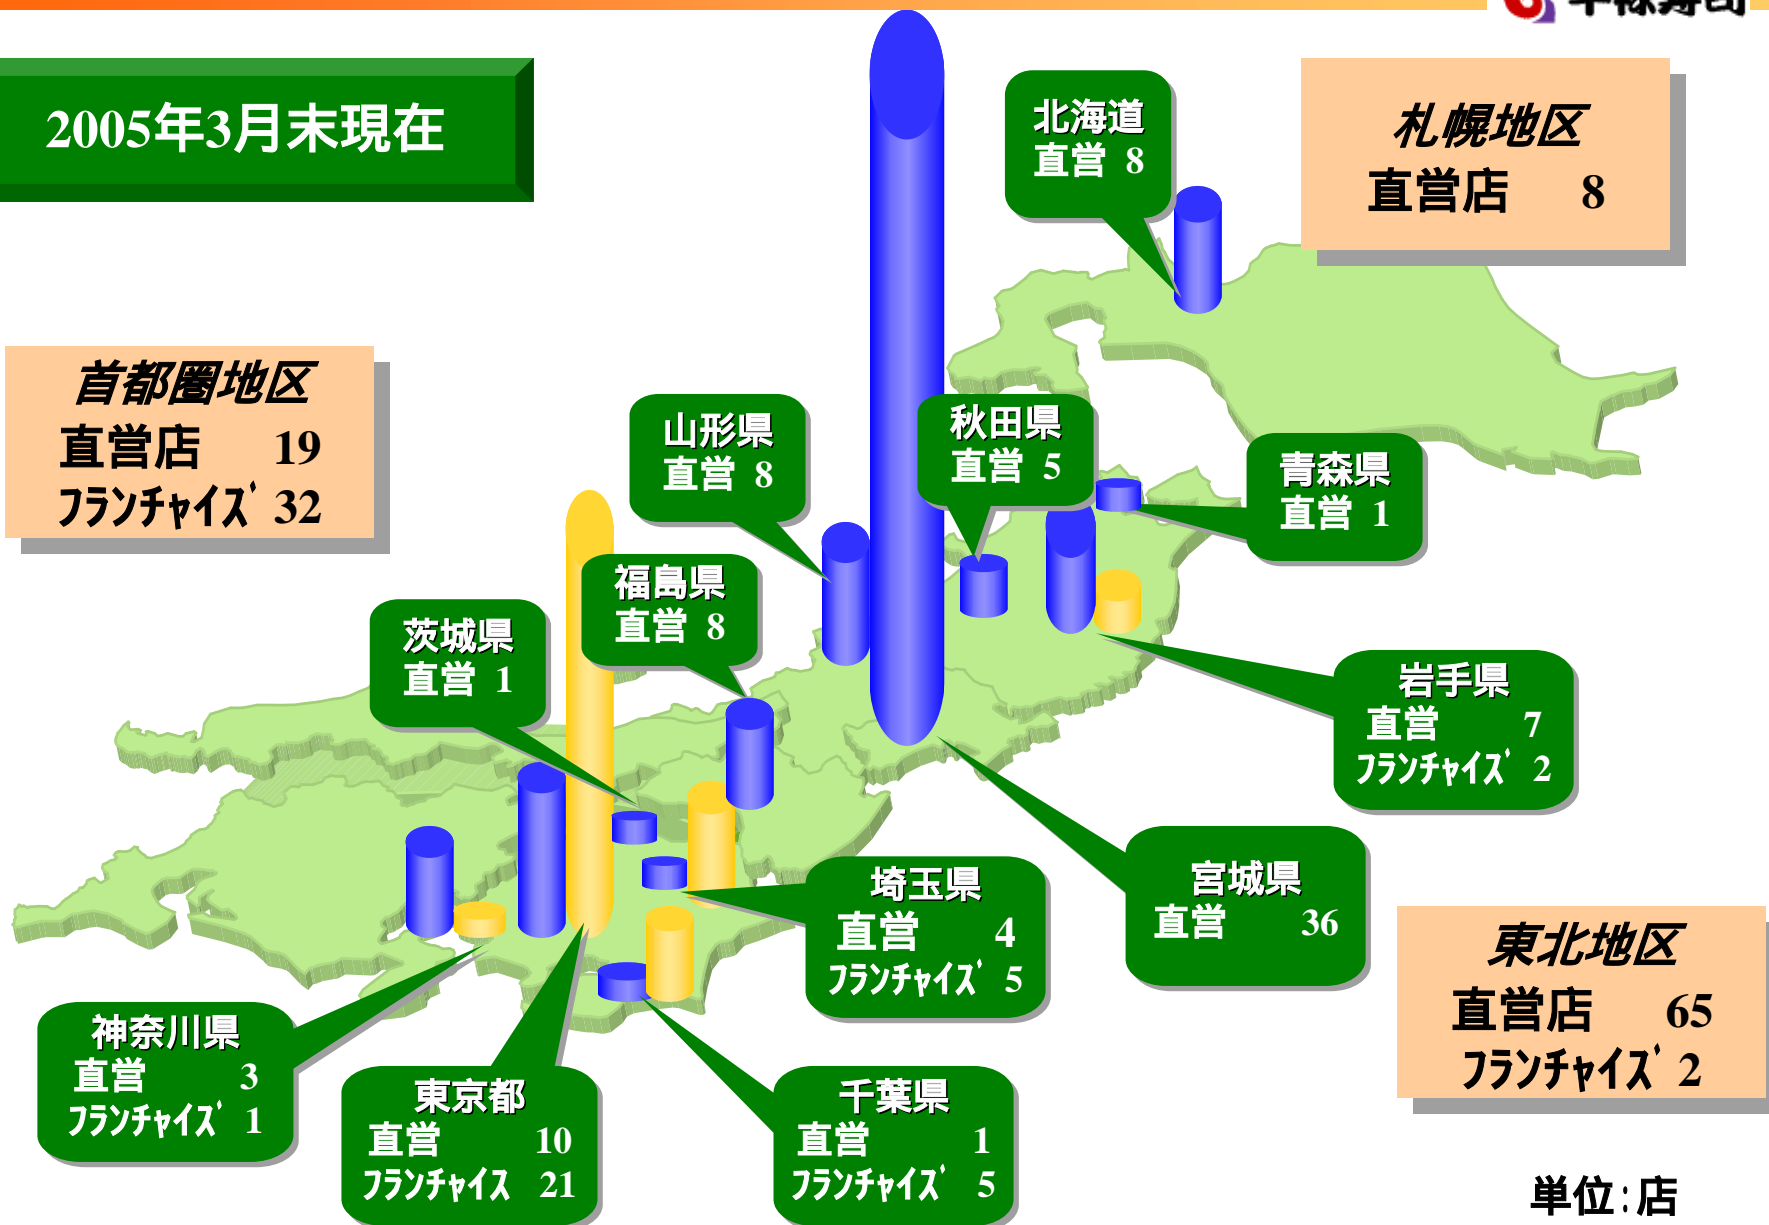 2005年3月末現在
北海道
直営 8
札幌地区
直営店 8
首都圏地区
直営店 19
フランチャイズ 32
山形県
直営 8
秋田県
直営 5
青森県
直営 1
福島県
直営 8
茨城県
直営 1
岩手県
直営 7
フランチャイズ 2
宮城県
直営 36
埼玉県
直営 4
フランチャイズ 5
東北地区
直営店 65
フランチャイズ 2
神奈川県
直営 3
フランチャイズ 1
東京都
直営 10
フランチャイス 21
千葉県
直営 1
フランチャイズ 5
単位:店